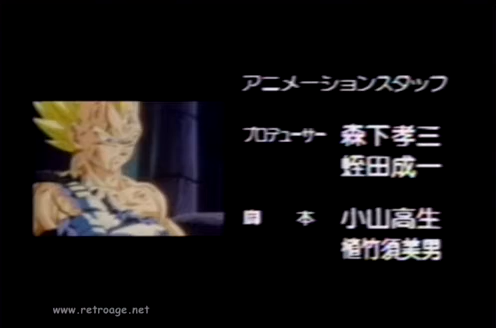 アニメーションスタッフ
プロデューサー 森下孝三
蛭田成一
脚本 小山高生
植竹須美男
www.retroage.net